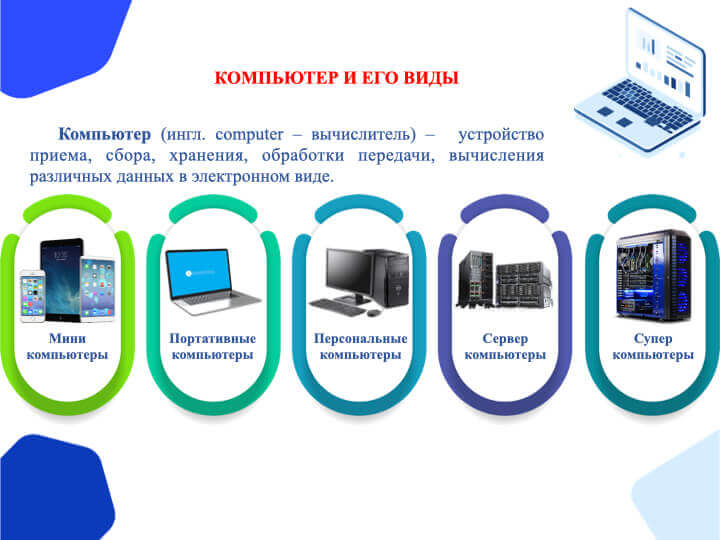 КОМПЬЮТЕР И ЕГО ВИДЫ
Компьютер (ингл. computer – вычислитель) – устройство
приема, сбора, хранения, обработки передачи, вычисления
различных данных в электронном виде.
Мини
компьютеры
Портативные
компьютеры
Персональные
компьютеры
Сервер
компьютеры
Супер
компьютеры